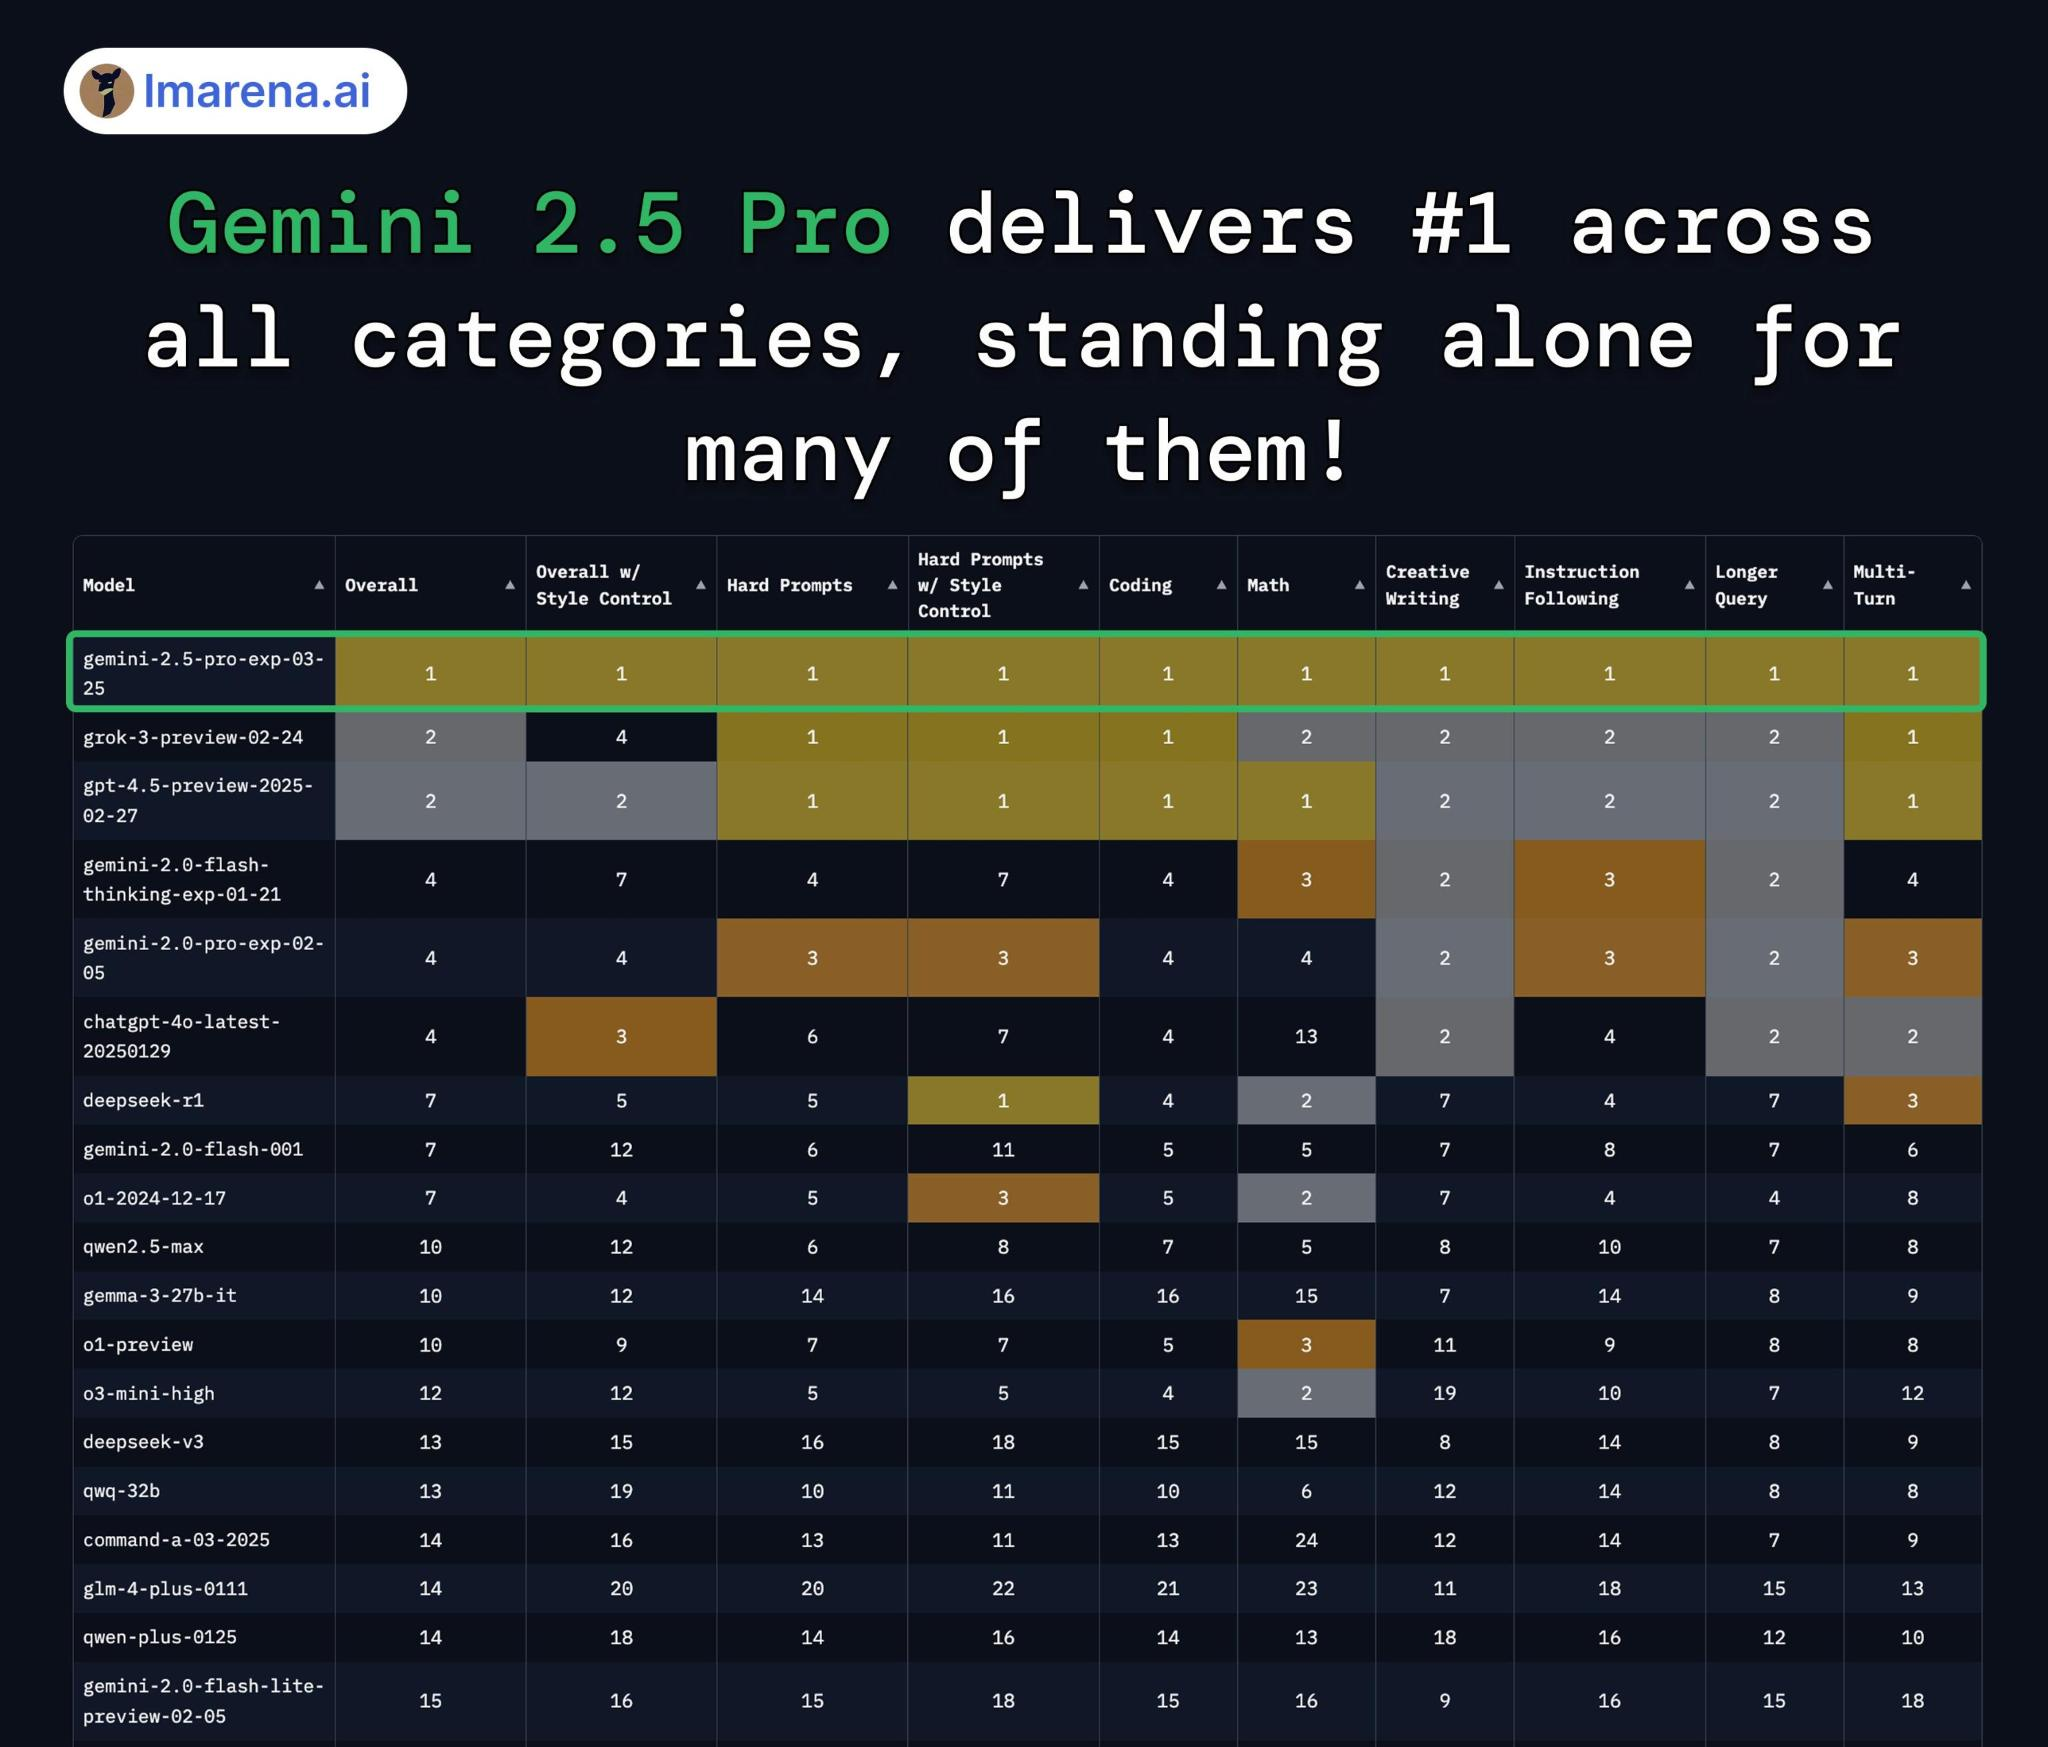 lmarena.ai
Gemini 2.5 Pro delivers #1 across
all categories, standing alone for
many of them!
Model ▲ Overall ▲ Overall w/ Style Control ▲ Hard Prompts ▲ Hard Prompts w/ Style Control ▲ Coding ▲ Math ▲ Creative Writing ▲ Instruction Following ▲ Longer Query ▲ Multi-Turn ▲
gemini-2.5-pro-exp-03-25 1 1 1 1 1 1 1 1 1 1
grok-3-preview-02-24 2 4 1 1 1 2 2 2 2 1
gpt-4.5-preview-2025-02-27 2 2 1 1 1 1 2 2 2 1
gemini-2.0-flash-thinking-exp-01-21 4 7 4 7 4 3 2 3 2 4
gemini-2.0-pro-exp-02-05 4 4 3 3 4 4 2 3 2 3
chatgpt-4o-latest-20250129 4 3 6 7 4 13 2 4 2 2
deepseek-r1 7 5 5 1 4 2 7 4 7 3
gemini-2.0-flash-001 7 12 6 11 5 5 7 8 7 6
o1-2024-12-17 7 4 5 3 5 2 7 4 4 8
qwen2.5-max 10 12 6 8 7 5 8 10 7 8
gemma-3-27b-it 10 12 14 16 16 15 7 14 8 9
o1-preview 10 9 7 7 5 3 11 9 8 8
o3-mini-high 12 12 5 5 4 2 19 10 7 12
deepseek-v3 13 15 16 18 15 15 8 14 8 9
qwq-32b 13 19 10 11 10 6 12 14 8 8
command-a-03-2025 14 16 13 11 13 24 12 14 7 9
glm-4-plus-0111 14 20 20 22 21 23 11 18 15 13
qwen-plus-0125 14 18 14 16 14 13 18 16 12 10
gemini-2.0-flash-lite-preview-02-05 15 16 15 18 15 16 9 16 15 18